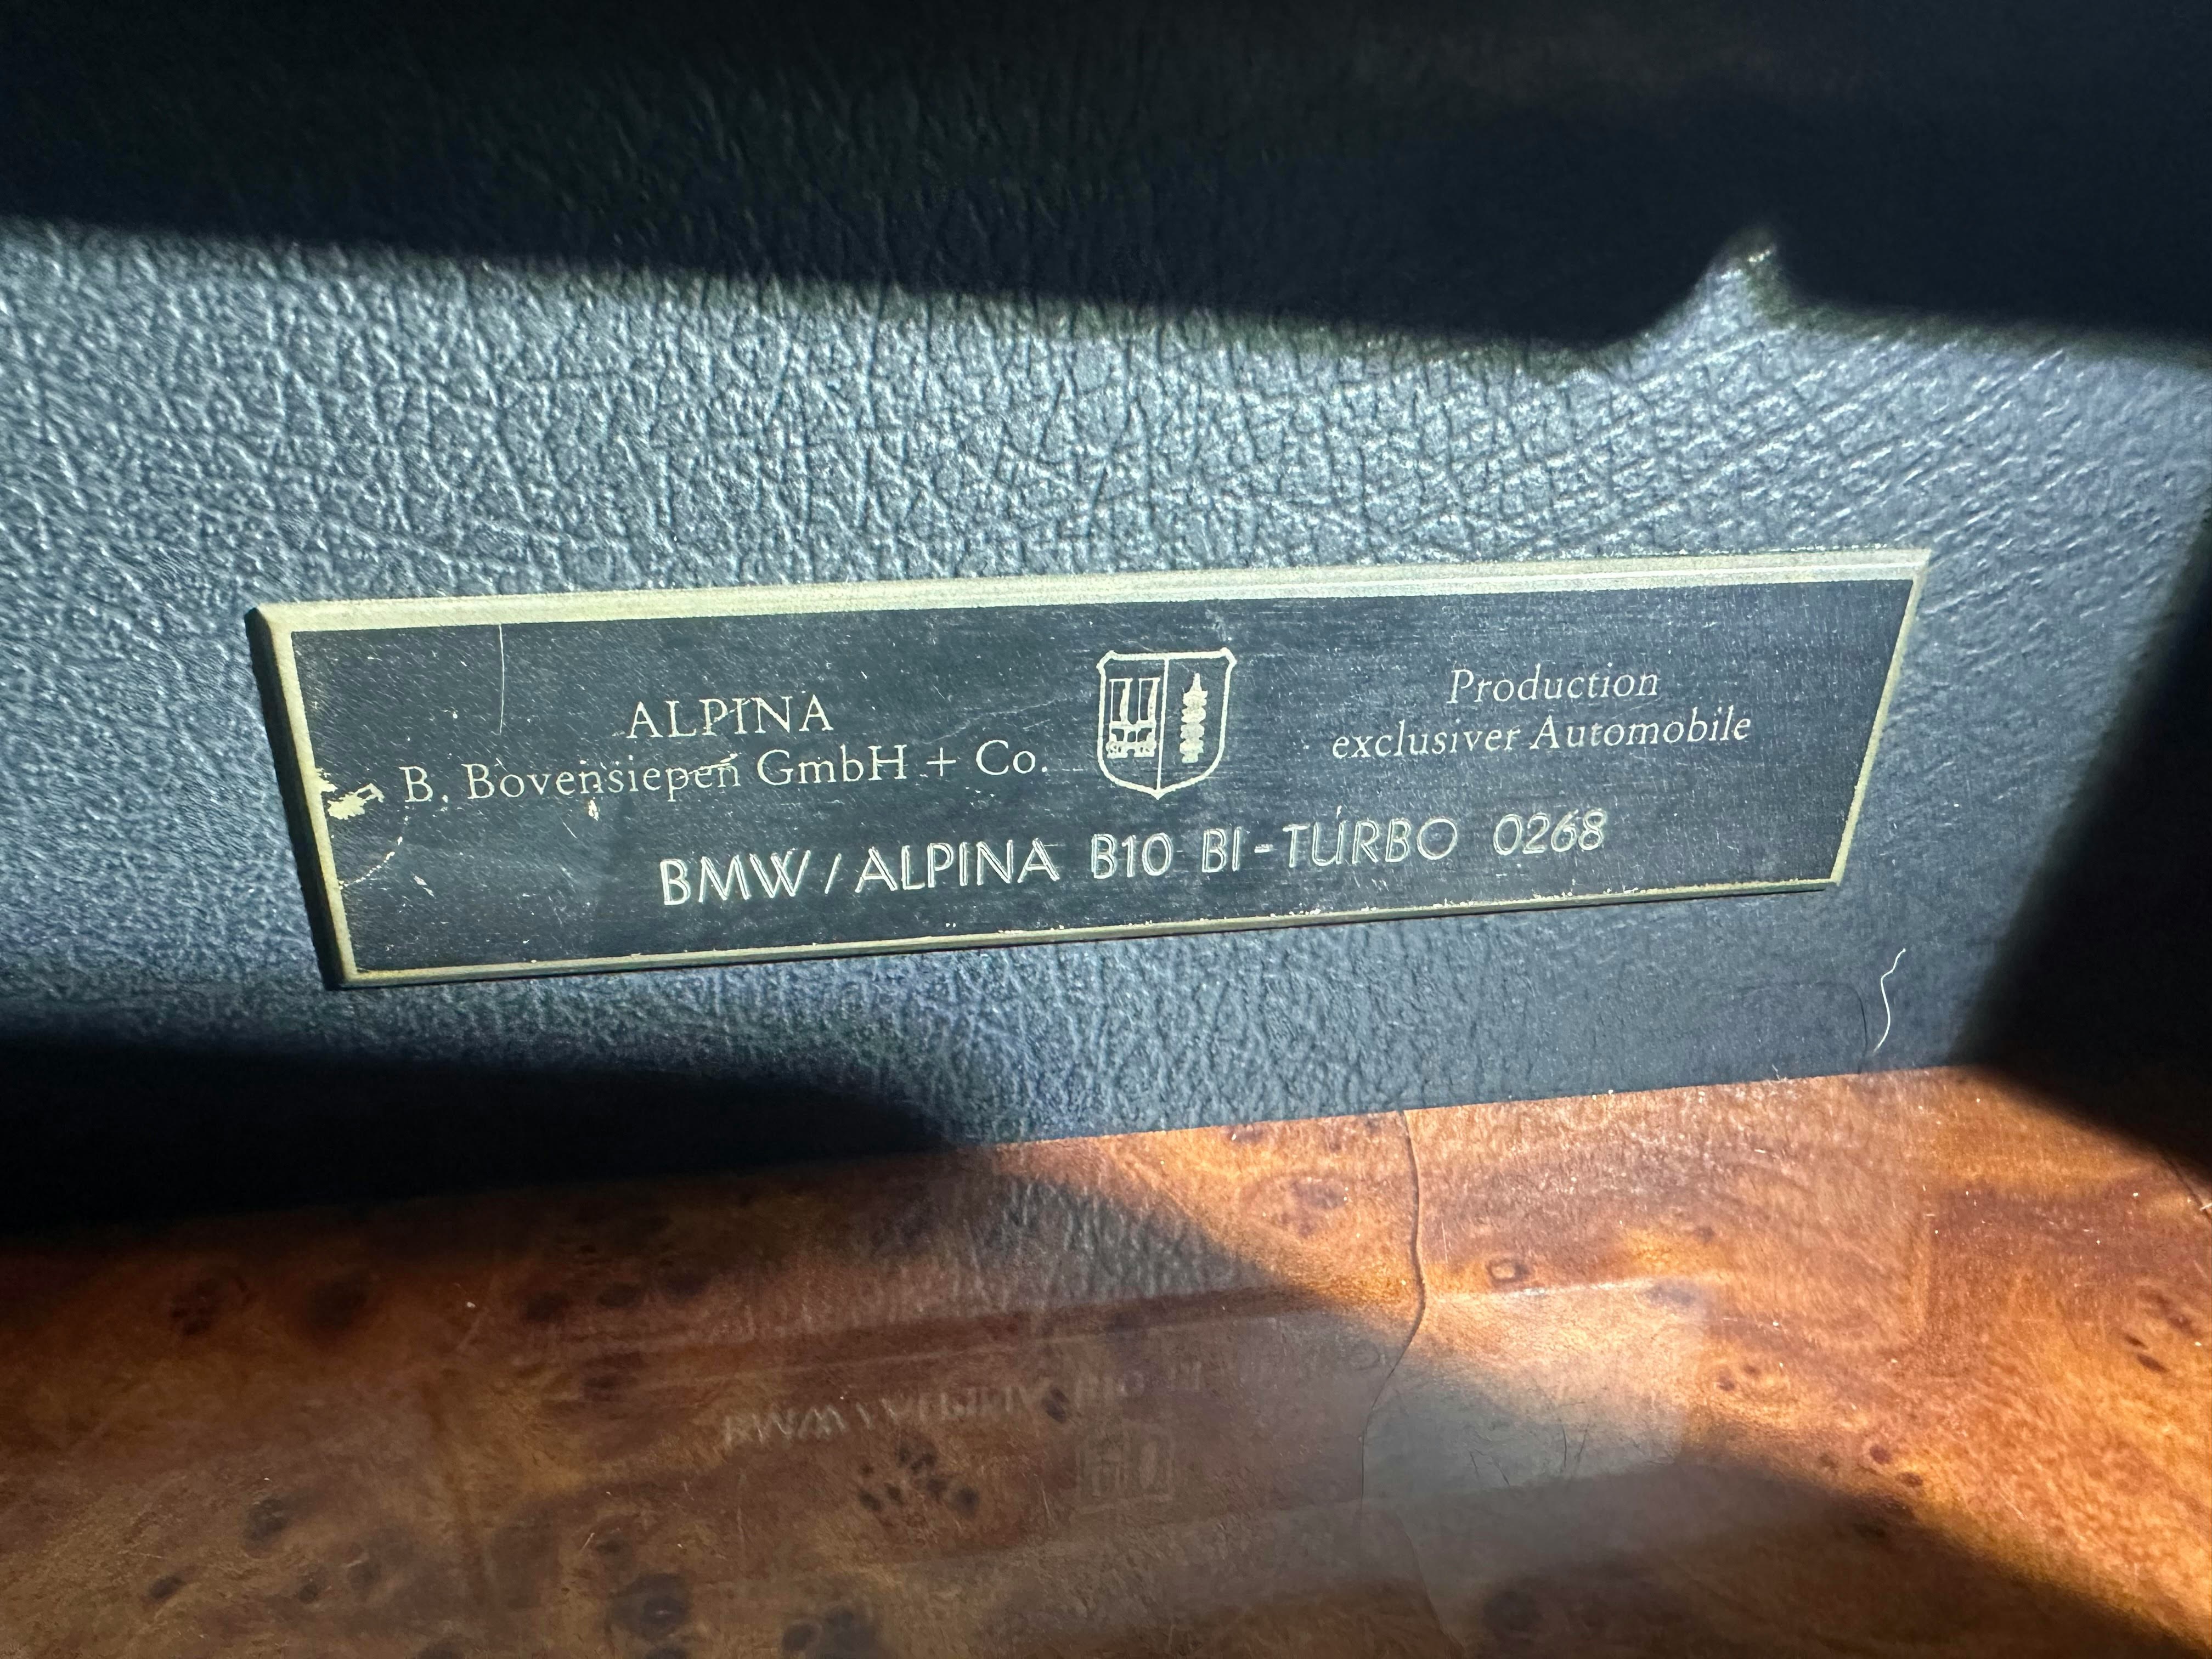 ALPINA
B. Bovensiepen GmbH + Co.
Production
exclusiver Automobile
BMW / ALPINA B10 BI-TURBO 0268